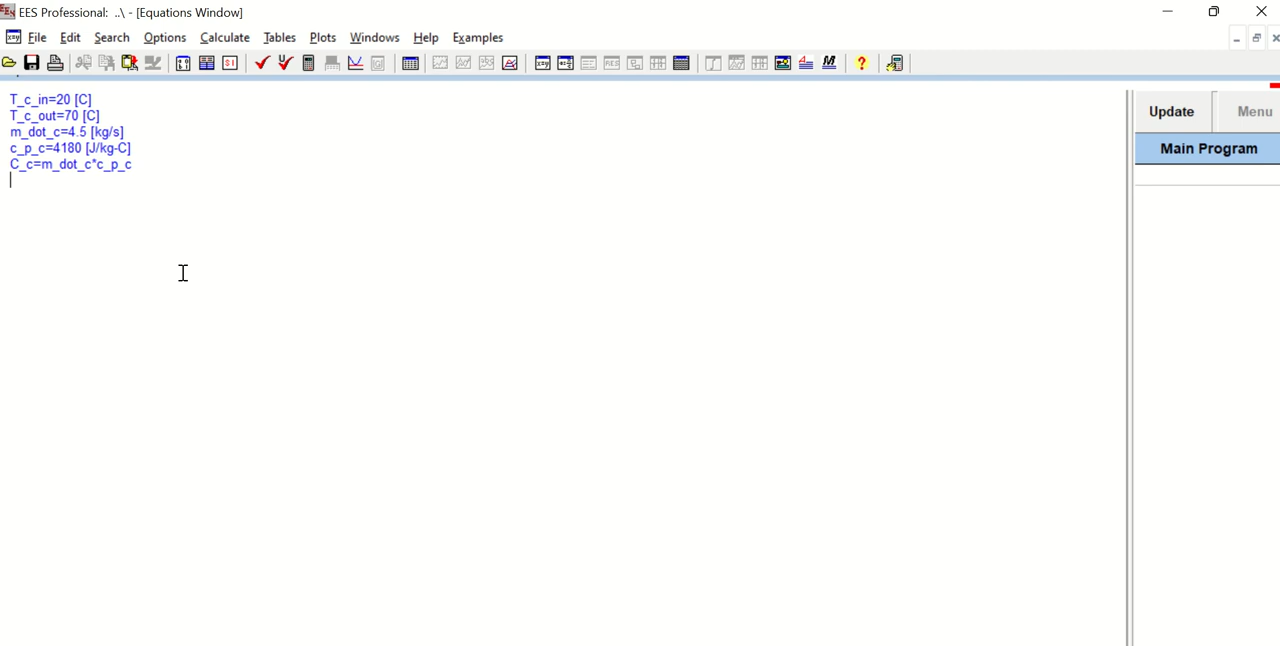 EES Professional: ..\ - [Equations Window]
File Edit Search Options Calculate Tables Plots Windows Help Examples
T_c_in=20 [C]
T_c_out=70 [C]
m_dot_c=4.5 [kg/s]
c_p_c=4180 [J/kg-C]
C_c=m_dot_c*c_p_c
Update Menu
Main Program